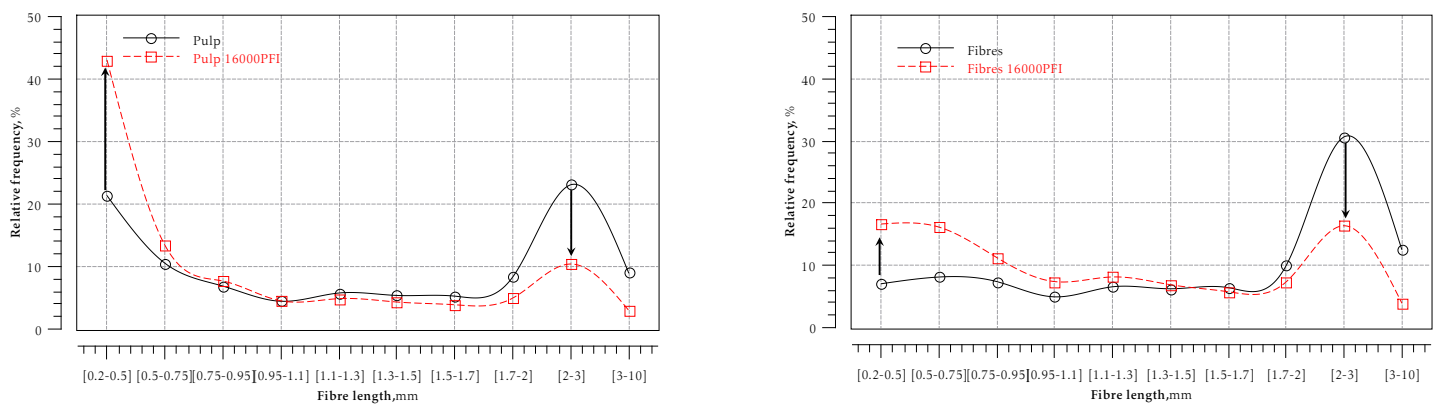 50
40
30
20
10
0
Relative frequency, %
Pulp
Pulp 16000PFI
[0.2-0.5] [0.5-0.75] [0.75-0.95] [0.95-1.1] [1.1-1.3] [1.3-1.5] [1.5-1.7] [1.7-2] [2-3] [3-10]
Fibre length,mm
50
40
30
20
10
0
Relative frequency, %
Fibres
Fibres 16000PFI
[0.2-0.5] [0.5-0.75] [0.75-0.95] [0.95-1.1] [1.1-1.3] [1.3-1.5] [1.5-1.7] [1.7-2] [2-3] [3-10]
Fibre length,mm